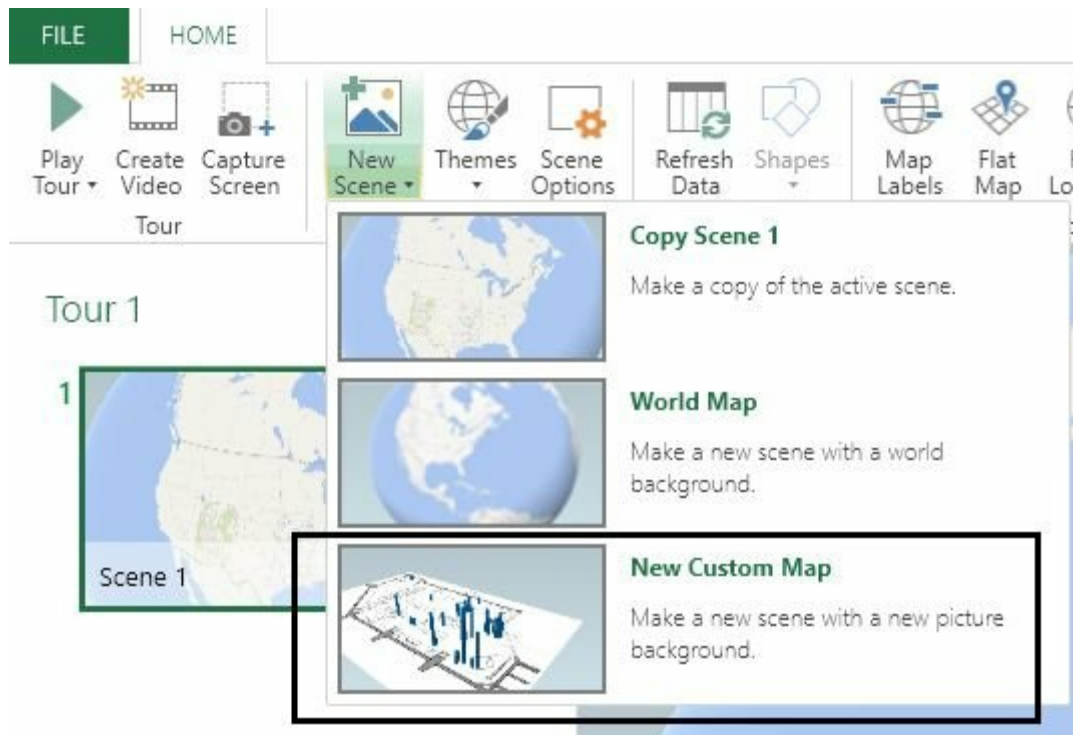 FILE HOME
Play Create Capture New Themes Scene Refresh Shapes Map Flat
Tour Video Screen Scene Options Data Labels Map Lo
Tour
Copy Scene 1
Make a copy of the active scene.
Tour 1
1
World Map
Make a new scene with a world
background.
Scene 1
New Custom Map
Make a new scene with a new picture
background.